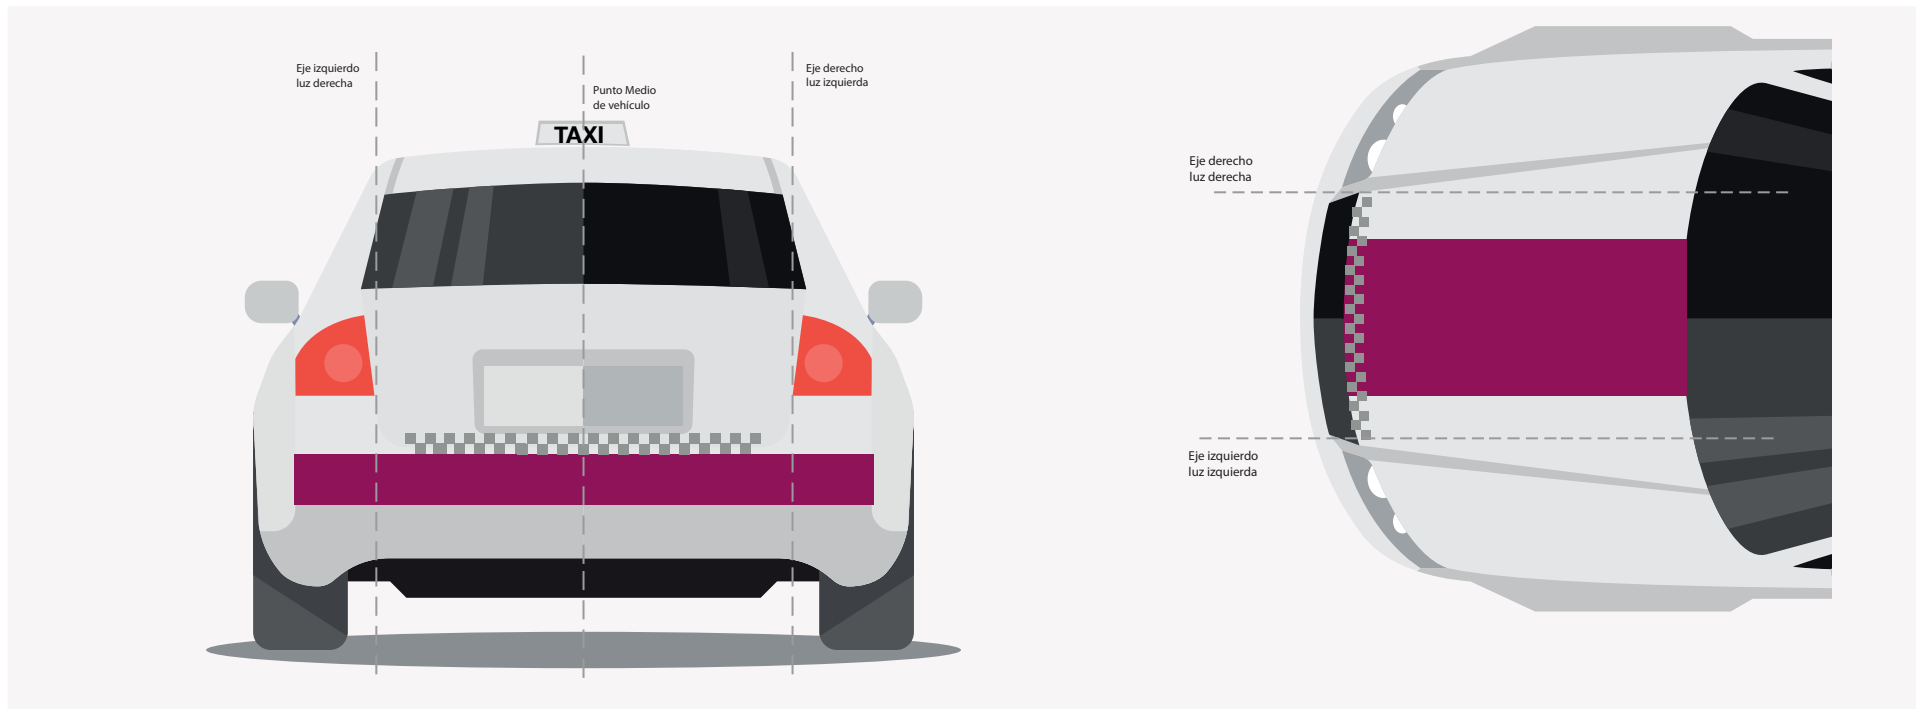 Eje izquierdo
luz derecha
Punto Medio
de vehículo
Eje derecho
luz izquierda
TAXI
Eje derecho
luz derecha
Eje izquierdo
luz izquierda